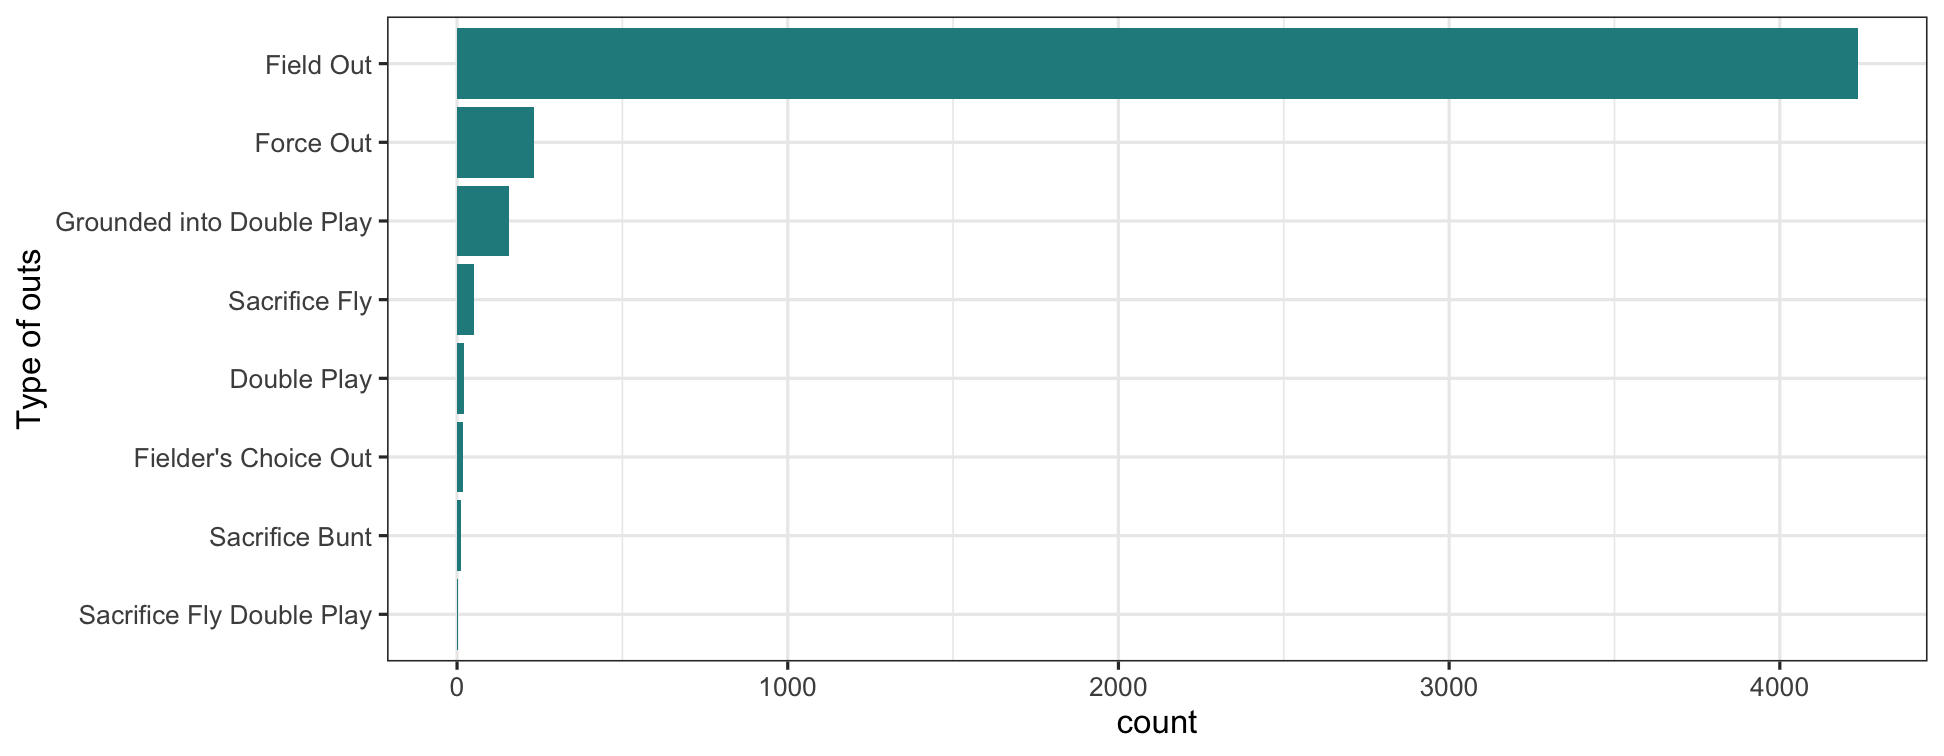 Type of outs
Field Out
Force Out
Grounded into Double Play
Sacrifice Fly
Double Play
Fielder's Choice Out
Sacrifice Bunt
Sacrifice Fly Double Play
0 1000 2000 3000 4000
count